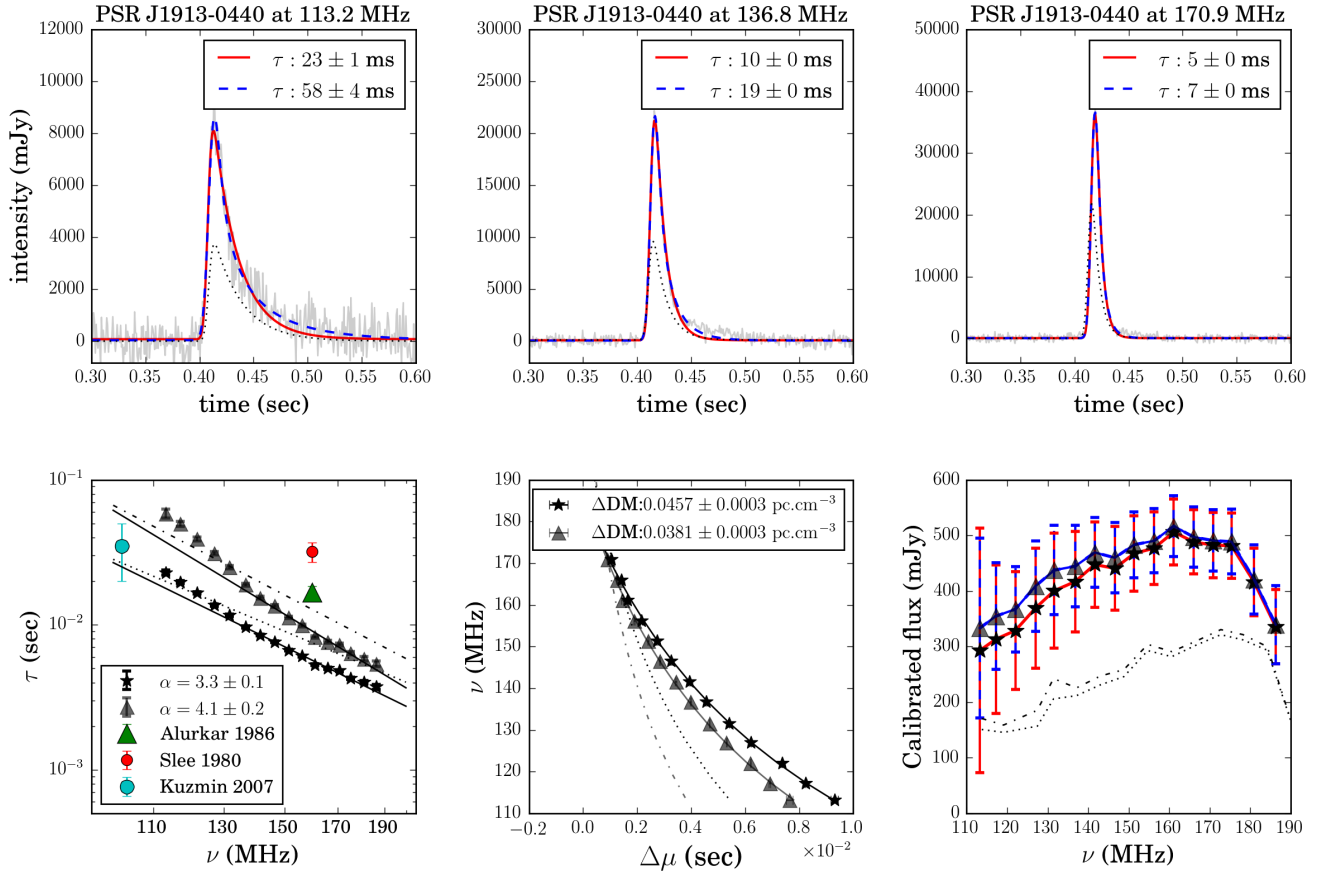 PSR J1913-0440 at 113.2 MHz
12000
10000
8000
6000
4000
2000
0
intensity (mJy)
τ : 23 ± 1 ms
τ : 58 ± 4 ms
0.30 0.35 0.40 0.45 0.50 0.55 0.60
time (sec)
PSR J1913-0440 at 136.8 MHz
30000
25000
20000
15000
10000
5000
0
τ : 10 ± 0 ms
τ : 19 ± 0 ms
0.30 0.35 0.40 0.45 0.50 0.55 0.60
time (sec)
PSR J1913-0440 at 170.9 MHz
50000
40000
30000
20000
10000
0
τ : 5 ± 0 ms
τ : 7 ± 0 ms
0.30 0.35 0.40 0.45 0.50 0.55 0.60
time (sec)
10⁻¹
10⁻²
10⁻³
τ (sec)
α = 3.3 ± 0.1
α = 4.1 ± 0.2
Alurkar 1986
Slee 1980
Kuzmin 2007
110 130 150 170 190
ν (MHz)
190
180
170
160
150
140
130
120
110
ν (MHz)
ΔDM:0.0457 ± 0.0003 pc.cm⁻³
ΔDM:0.0381 ± 0.0003 pc.cm⁻³
−0.2 0.0 0.2 0.4 0.6 0.8 1.0
×10⁻²
Δμ (sec)
600
500
400
300
200
100
0
Calibrated flux (mJy)
110 120 130 140 150 160 170 180 190
ν (MHz)